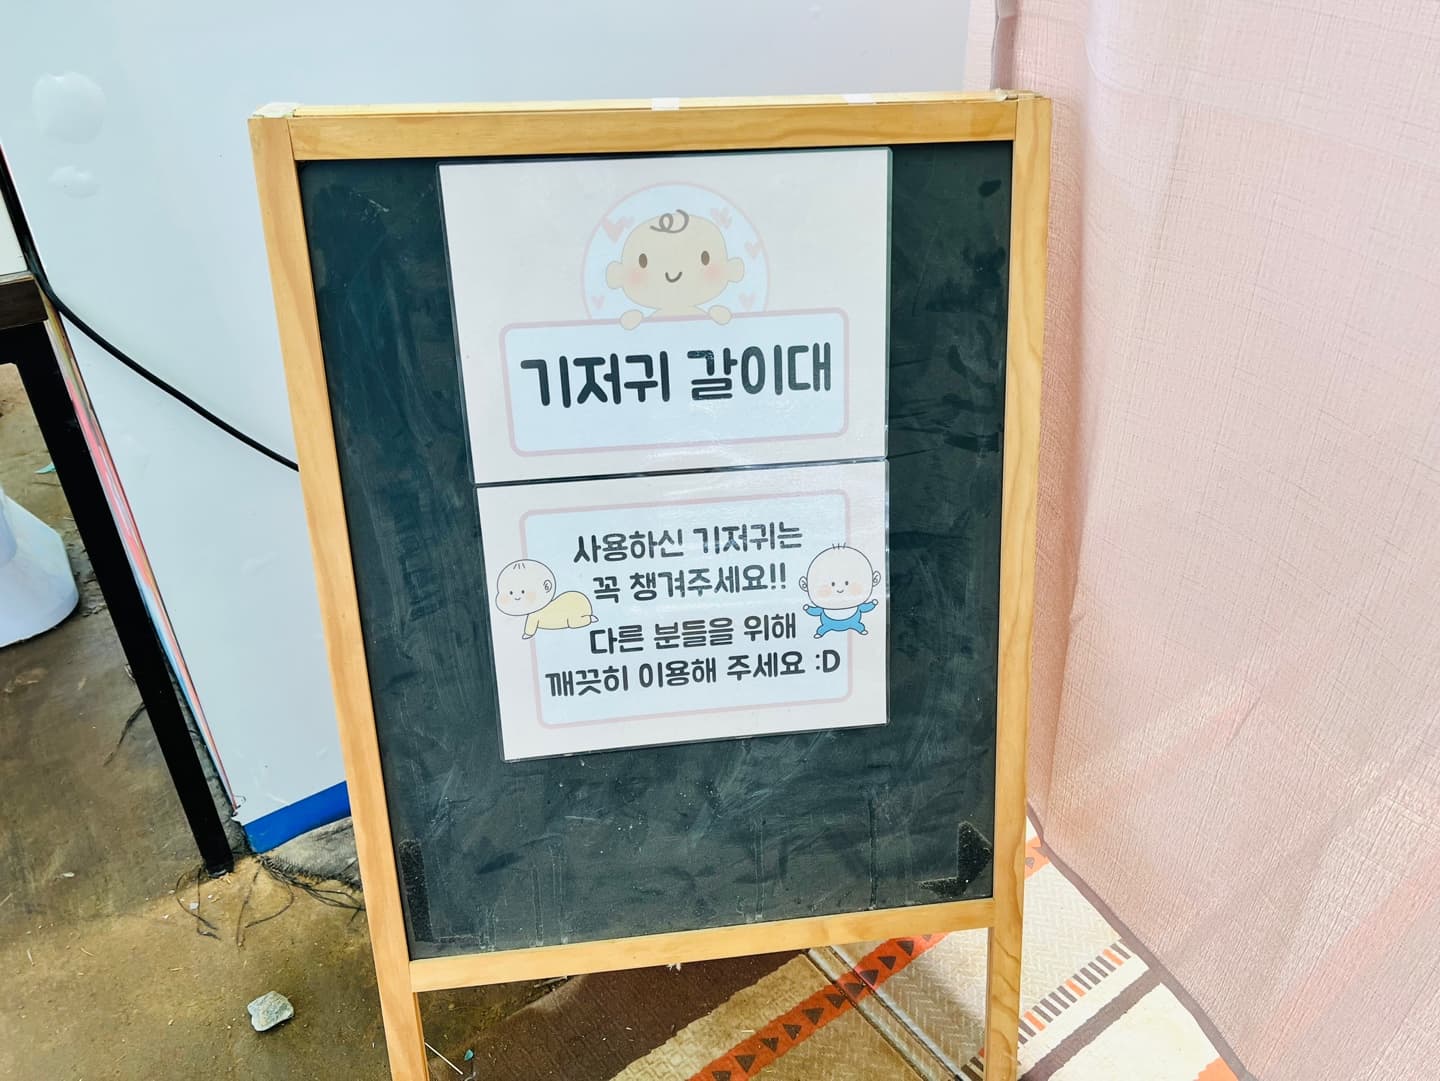 기저귀 갈이대
사용하신 기저귀는
꼭 챙겨주세요!!
다른 분들을 위해
깨끗히 이용해 주세요 :D